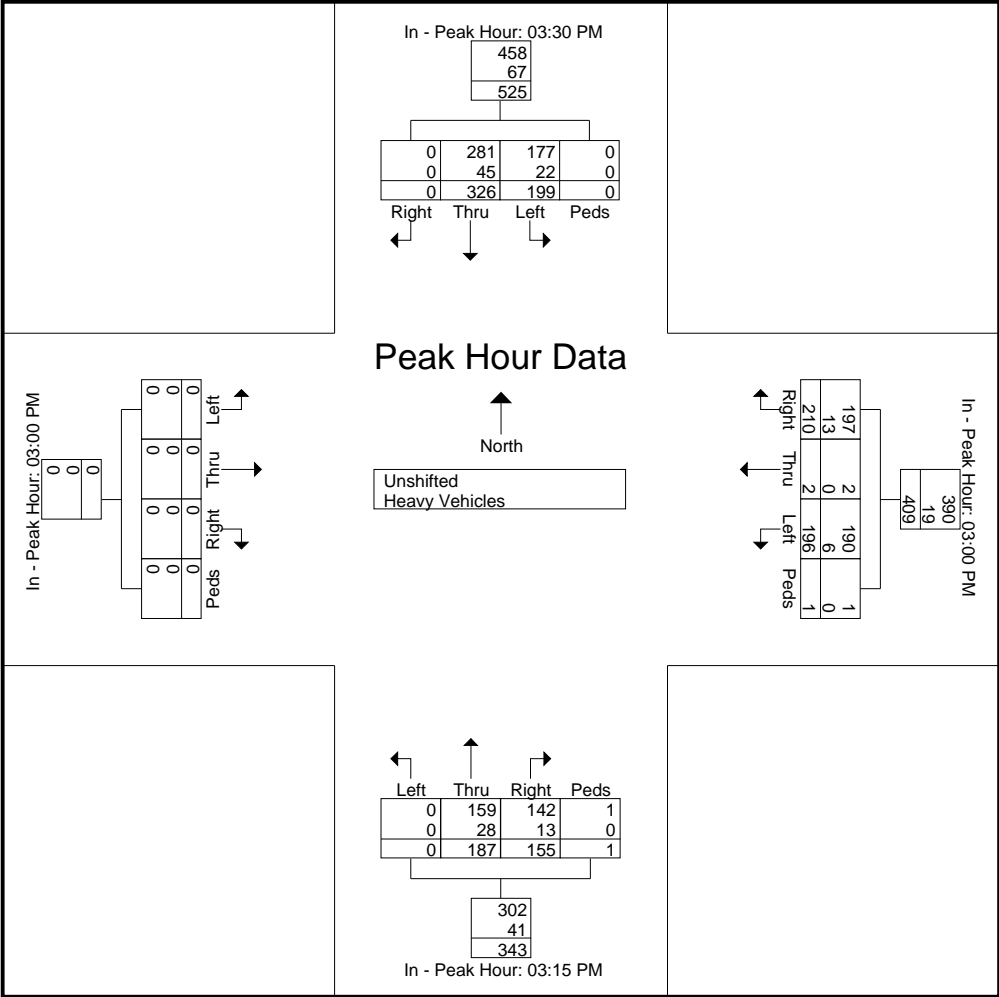 In - Peak Hour: 03:30 PM
458
67
525
0 281 177 0
0 45 22 0
0 326 199 0
Right Thru Left Peds
Peak Hour Data
North
Unshifted
Heavy Vehicles
In - Peak Hour: 03:00 PM
0
0
0
Left Thru Right Peds
0 0 0 0
0 0 0 0
0 0 0 0
In - Peak Hour: 03:00 PM
390
19
409
197 2 190 1
13 0 6 0
210 2 196 1
Right Thru Left Peds
Left Thru Right Peds
0 159 142 1
0 28 13 0
0 187 155 1
302
41
343
In - Peak Hour: 03:15 PM